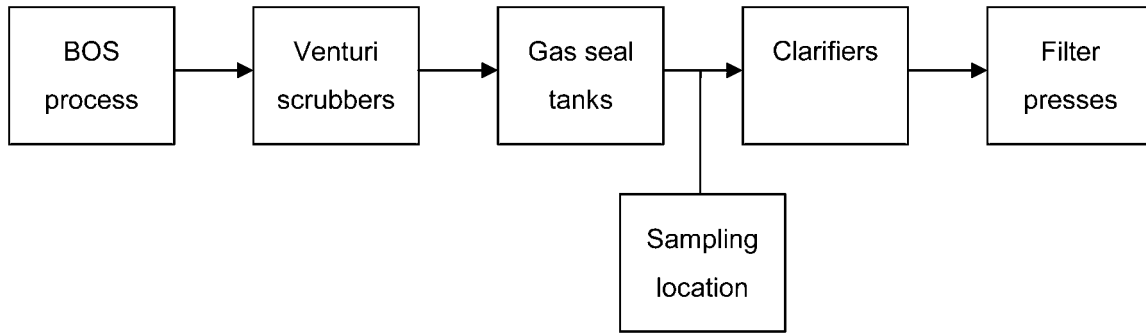 BOS
process
Venturi
scrubbers
Gas seal
tanks
Clarifiers
Filter
presses
Sampling
location